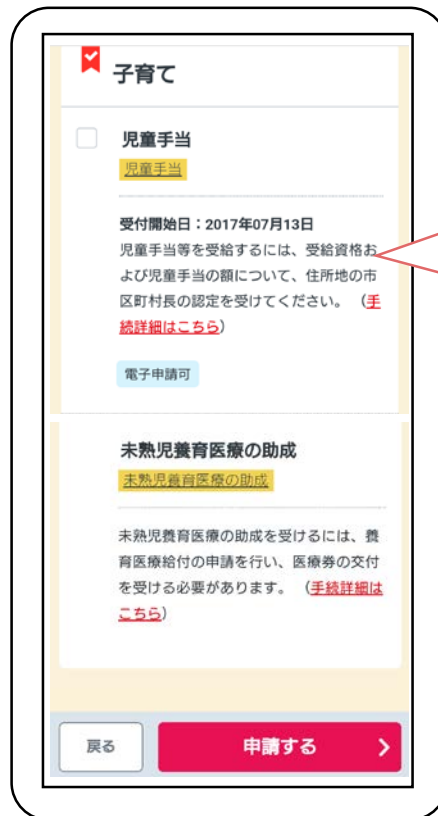 子育て
児童手当
児童手当
受付開始日：2017年07月13日
児童手当等を受給するには、受給資格お
よび児童手当の額について、住所地の市
区町村長の認定を受けてください。（手
続詳細はこちら）
電子申請可
未熟児養育医療の助成
未熟児養育医療の助成
未熟児養育医療の助成を受けるには、養
育医療給付の申請を行い、医療券の交付
を受ける必要があります。（手続詳細は
こちら）
戻る
申請する